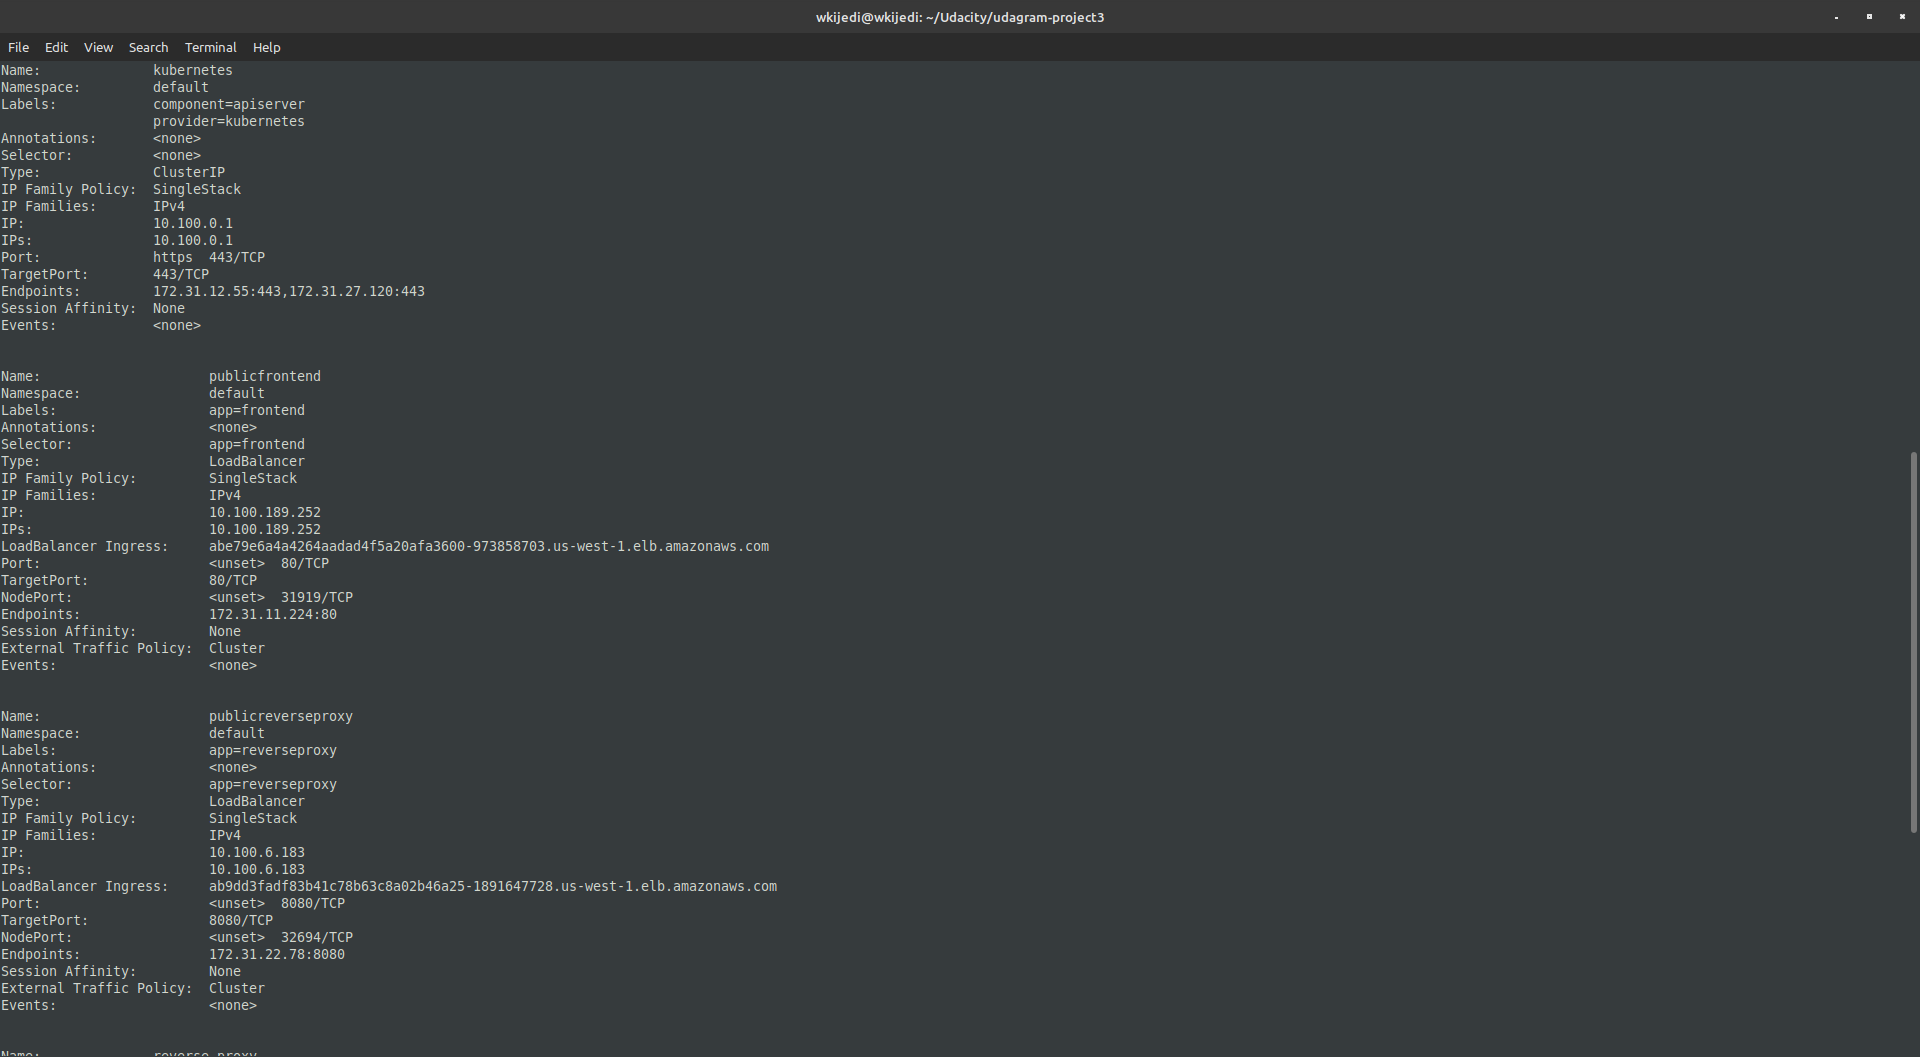 wkijedi@wkijedi: ~/Udacity/udagram-project3
File Edit View Search Terminal Help
Name:              kubernetes
Namespace:         default
Labels:            component=apiserver
                   provider=kubernetes
Annotations:       <none>
Selector:          <none>
Type:              ClusterIP
IP Family Policy:  SingleStack
IP Families:       IPv4
IP:                10.100.0.1
IPs:               10.100.0.1
Port:              https  443/TCP
TargetPort:        443/TCP
Endpoints:         172.31.12.55:443,172.31.27.120:443
Session Affinity:  None
Events:            <none>
Name:                     publicfrontend
Namespace:                default
Labels:                   app=frontend
Annotations:              <none>
Selector:                 app=frontend
Type:                     LoadBalancer
IP Family Policy:         SingleStack
IP Families:              IPv4
IP:                       10.100.189.252
IPs:                      10.100.189.252
LoadBalancer Ingress:     abe79e6a4a4264aadad4f5a20afa3600-973858703.us-west-1.elb.amazonaws.com
Port:                     <unset>  80/TCP
TargetPort:               80/TCP
NodePort:                 <unset>  31919/TCP
Endpoints:                172.31.11.224:80
Session Affinity:         None
External Traffic Policy:  Cluster
Events:                   <none>
Name:                     publicreverseproxy
Namespace:                default
Labels:                   app=reverseproxy
Annotations:              <none>
Selector:                 app=reverseproxy
Type:                     LoadBalancer
IP Family Policy:         SingleStack
IP Families:              IPv4
IP:                       10.100.6.183
IPs:                      10.100.6.183
LoadBalancer Ingress:     ab9dd3fadf83b41c78b63c8a02b46a25-1891647728.us-west-1.elb.amazonaws.com
Port:                     <unset>  8080/TCP
TargetPort:               8080/TCP
NodePort:                 <unset>  32694/TCP
Endpoints:                172.31.22.78:8080
Session Affinity:         None
External Traffic Policy:  Cluster
Events:                   <none>
Name:              reverse-proxy